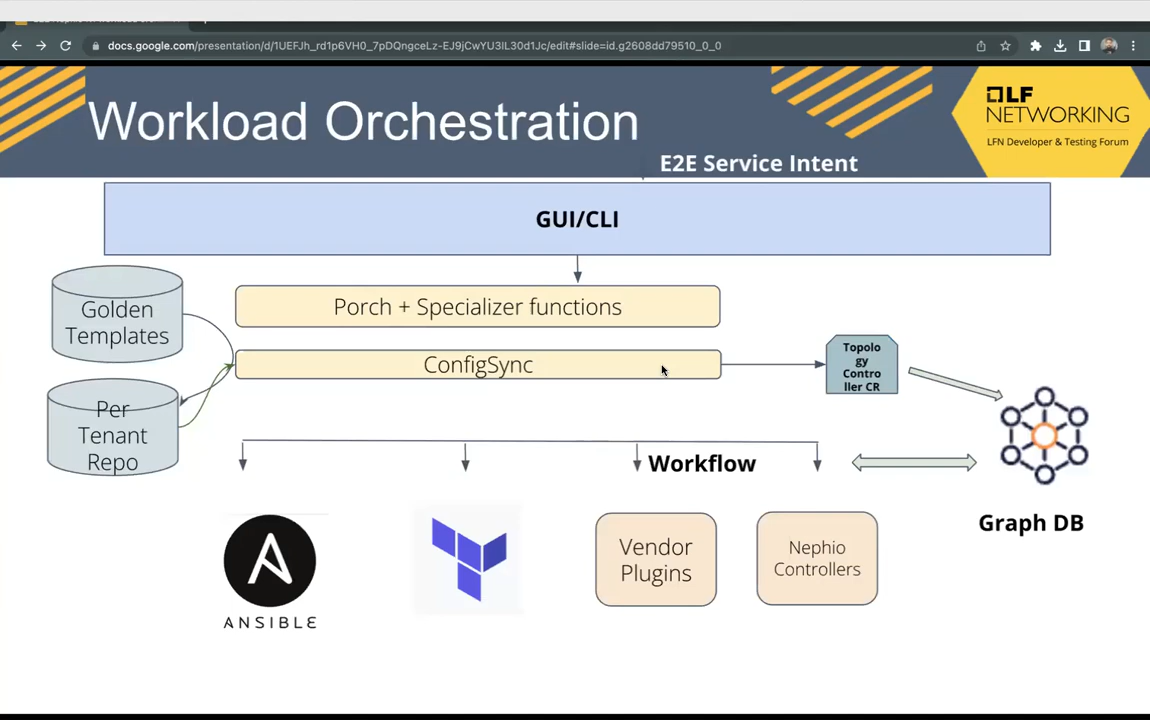 docs.google.com/presentation/d/1UEFJh_rd1p6VH0_7pDQngceLz-EJ9jCwYU3lL30d1Jc/edit#slide=id.g2608dd79510_0_0
Workload Orchestration
E2E Service Intent
LF
NETWORKING
LFN Developer & Testing Forum
GUI/CLI
Golden
Templates
Porch + Specializer functions
ConfigSync
Topolo
gy
Contro
ller CR
Per
Tenant
Repo
Workflow
Graph DB
ANSIBLE
Vendor
Plugins
Nephio
Controllers